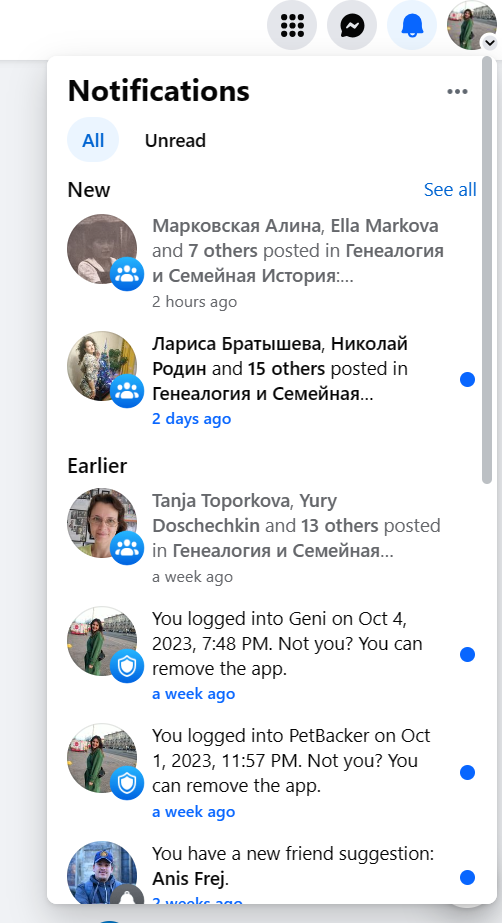 Notifications
All
Unread
New
See all
Марковская Алина, Ella Markova
and 7 others posted in Генеалогия
и Семейная История:...
2 hours ago
Лариса Братышева, Николай
Родин and 15 others posted in
Генеалогия и Семейная...
2 days ago
Earlier
Tanja Toporkova, Yury
Doschechkin and 13 others posted
in Генеалогия и Семейная...
a week ago
You logged into Geni on Oct 4,
2023, 7:48 PM. Not you? You can
remove the app.
a week ago
You logged into PetBacker on Oct
1, 2023, 11:57 PM. Not you? You
can remove the app.
a week ago
You have a new friend suggestion:
Anis Frej.
2 weeks ago